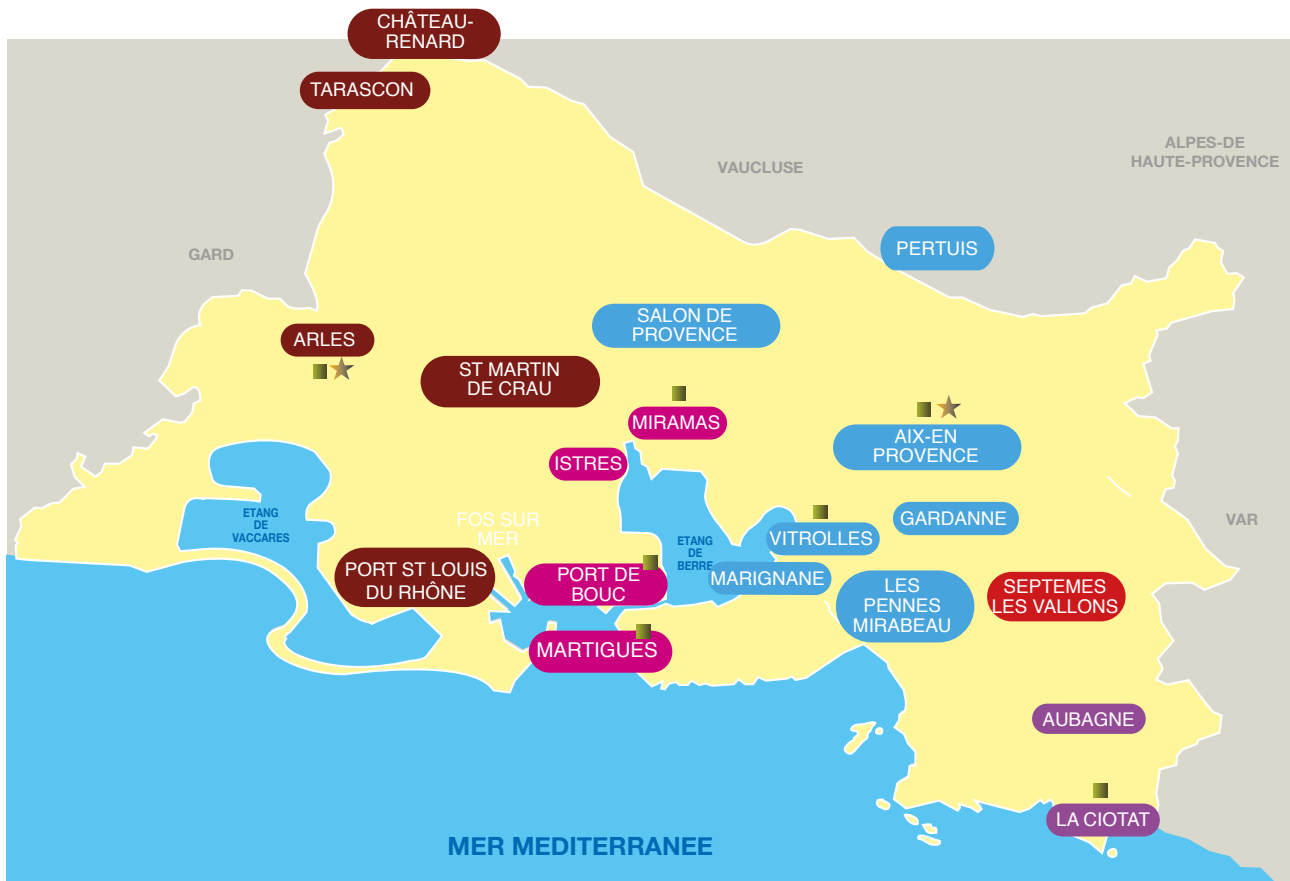 CHÂTEAU-
RENARD
TARASCON
ALPES-DE
HAUTE-PROVENCE
VAUCLUSE
GARD
PERTUIS
SALON DE
PROVENCE
ARLES
ST MARTIN
DE CRAU
MIRAMAS
AIX-EN
PROVENCE
ISTRES
ETANG
DE
VACCARES
FOS SUR
MER
GARDANNE
VAR
VITROLLES
ETANG
DE
BERRE
PORT ST LOUIS
DU RHÔNE
PORT DE
BOUC
MARIGNANE
LES
PENNES
MIRABEAU
SEPTEMES
LES VALLONS
MARTIGUES
AUBAGNE
LA CIOTAT
MER MEDITERRANEE